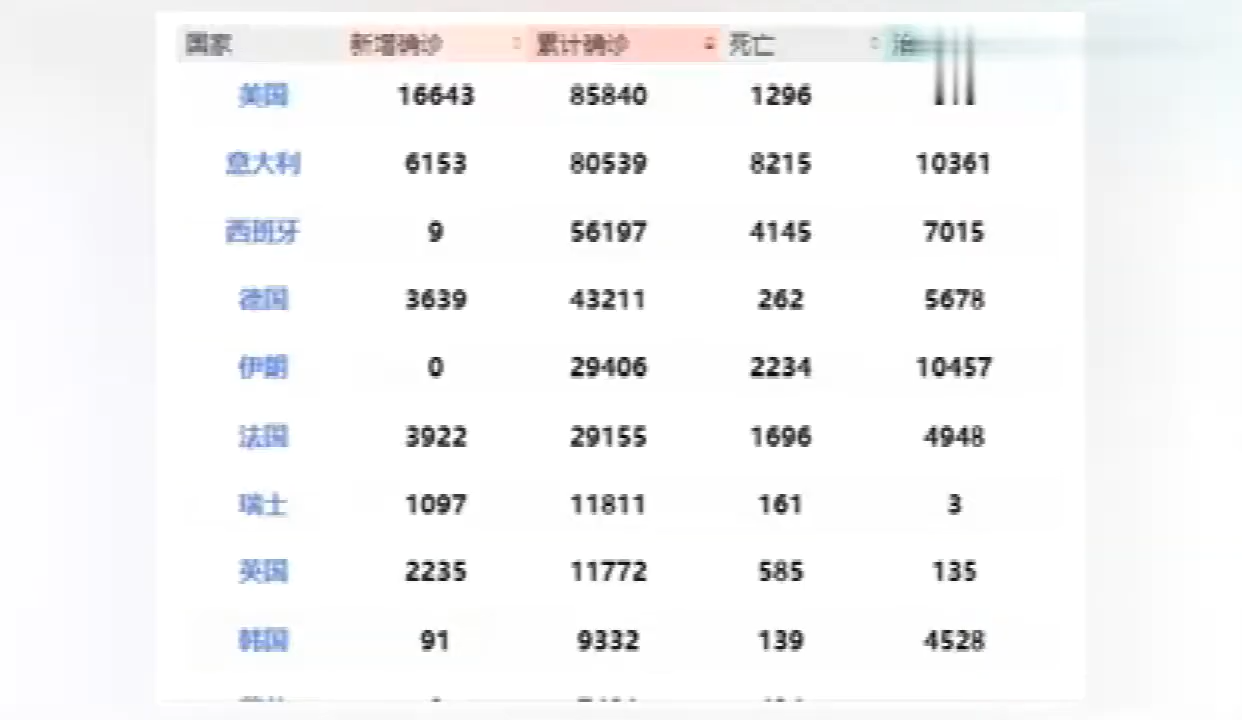 国家 新增确诊 累计确诊 死亡 治
美国 16643 85840 1296
意大利 6153 80539 8215 10361
西班牙 9 56197 4145 7015
德国 3639 43211 262 5678
伊朗 0 29406 2234 10457
法国 3922 29155 1696 4948
瑞士 1097 11811 161 3
英国 2235 11772 585 135
韩国 91 9332 139 4528